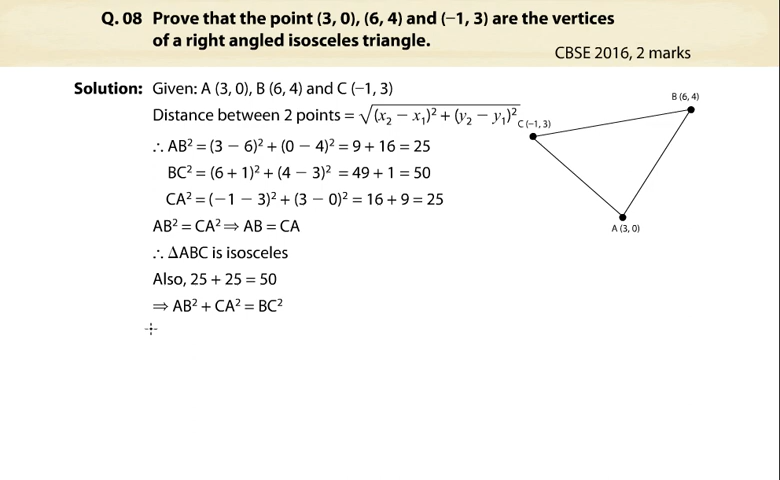 Q. 08 Prove that the point (3, 0), (6, 4) and (−1, 3) are the vertices
of a right angled isosceles triangle.
CBSE 2016, 2 marks
Solution: Given: A (3, 0), B (6, 4) and C (−1, 3)
Distance between 2 points = √(x₂ − x₁)² + (y₂ − y₁)²
∴ AB² = (3 − 6)² + (0 − 4)² = 9 + 16 = 25
BC² = (6 + 1)² + (4 − 3)² = 49 + 1 = 50
CA² = (−1 − 3)² + (3 − 0)² = 16 + 9 = 25
AB² = CA² ⇒ AB = CA
∴ ΔABC is isosceles
Also, 25 + 25 = 50
⇒ AB² + CA² = BC²
B (6, 4)
C (−1, 3)
A (3, 0)